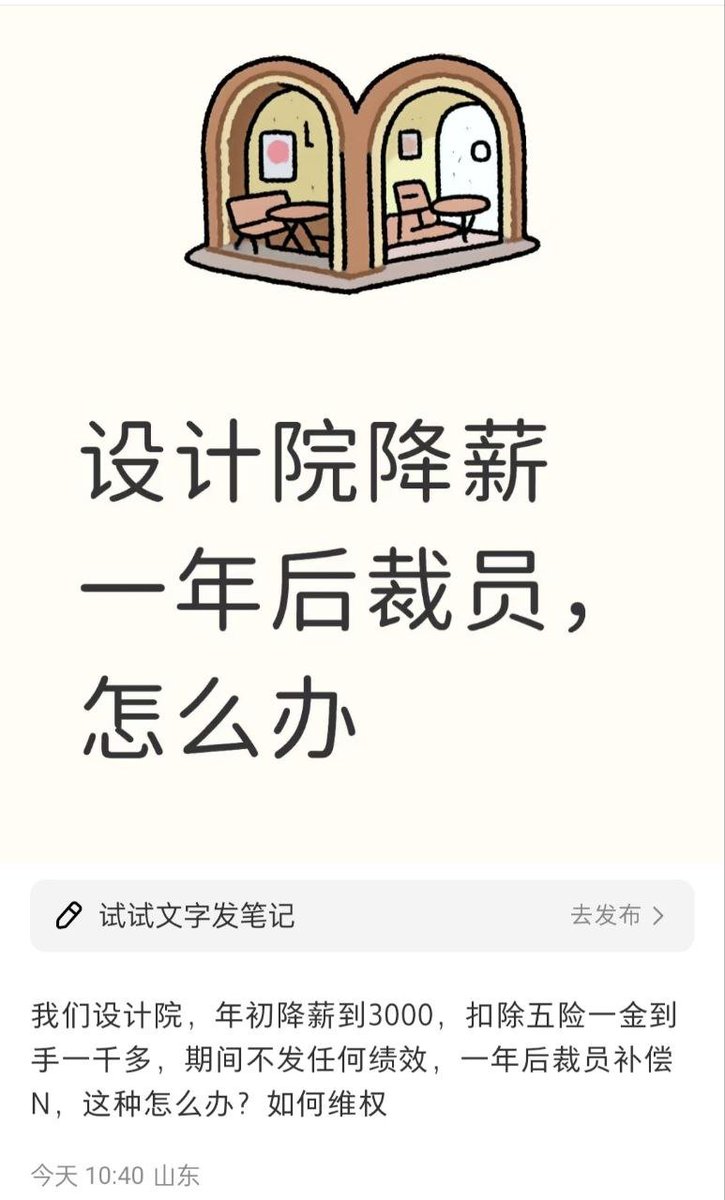 设计院降薪
一年后裁员，
怎么办
试试文字发笔记 去发布
我们设计院，年初降薪到3000，扣除五险一金到
手一千多，期间不发任何绩效，一年后裁员补偿
N，这种怎么办？如何维权
今天 10:40 山东